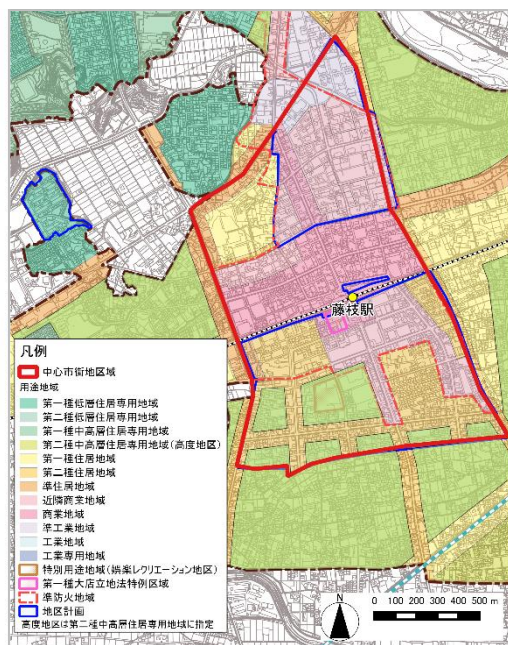 藤枝駅
凡例
中心市街地区域
用途地域
第一種低層住居専用地域
第二種低層住居専用地域
第一種中高層住居専用地域
第二種中高層住居専用地域(高度地区)
第一種住居地域
第二種住居地域
準住居地域
近隣商業地域
商業地域
準工業地域
工業地域
工業専用地域
特別用途地域(娯楽レクリエーション地区)
第一種大店立地法特例区域
準防火地域
地区計画
高度地区は第二種中高層住居専用地域に指定
N
0 100 200 300 400 500 m